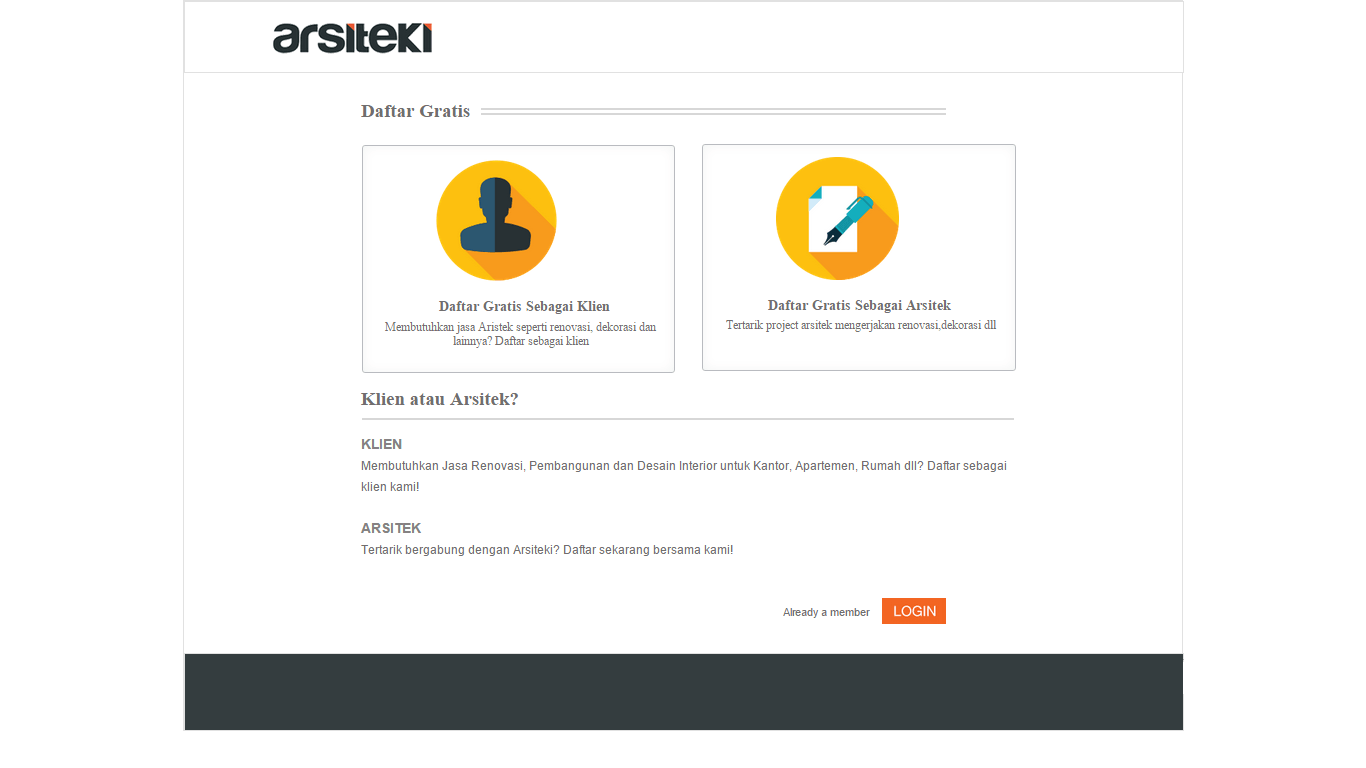 arsiteki
Daftar Gratis
Daftar Gratis Sebagai Klien
Membutuhkan jasa Aristek seperti renovasi, dekorasi dan
lainnya? Daftar sebagai klien
Daftar Gratis Sebagai Arsitek
Tertarik project arsitek mengerjakan renovasi,dekorasi dll
Klien atau Arsitek?
KLIEN
Membutuhkan Jasa Renovasi, Pembangunan dan Desain Interior untuk Kantor, Apartemen, Rumah dll? Daftar sebagai
klien kami!
ARSITEK
Tertarik bergabung dengan Arsiteki? Daftar sekarang bersama kami!
Already a member LOGIN